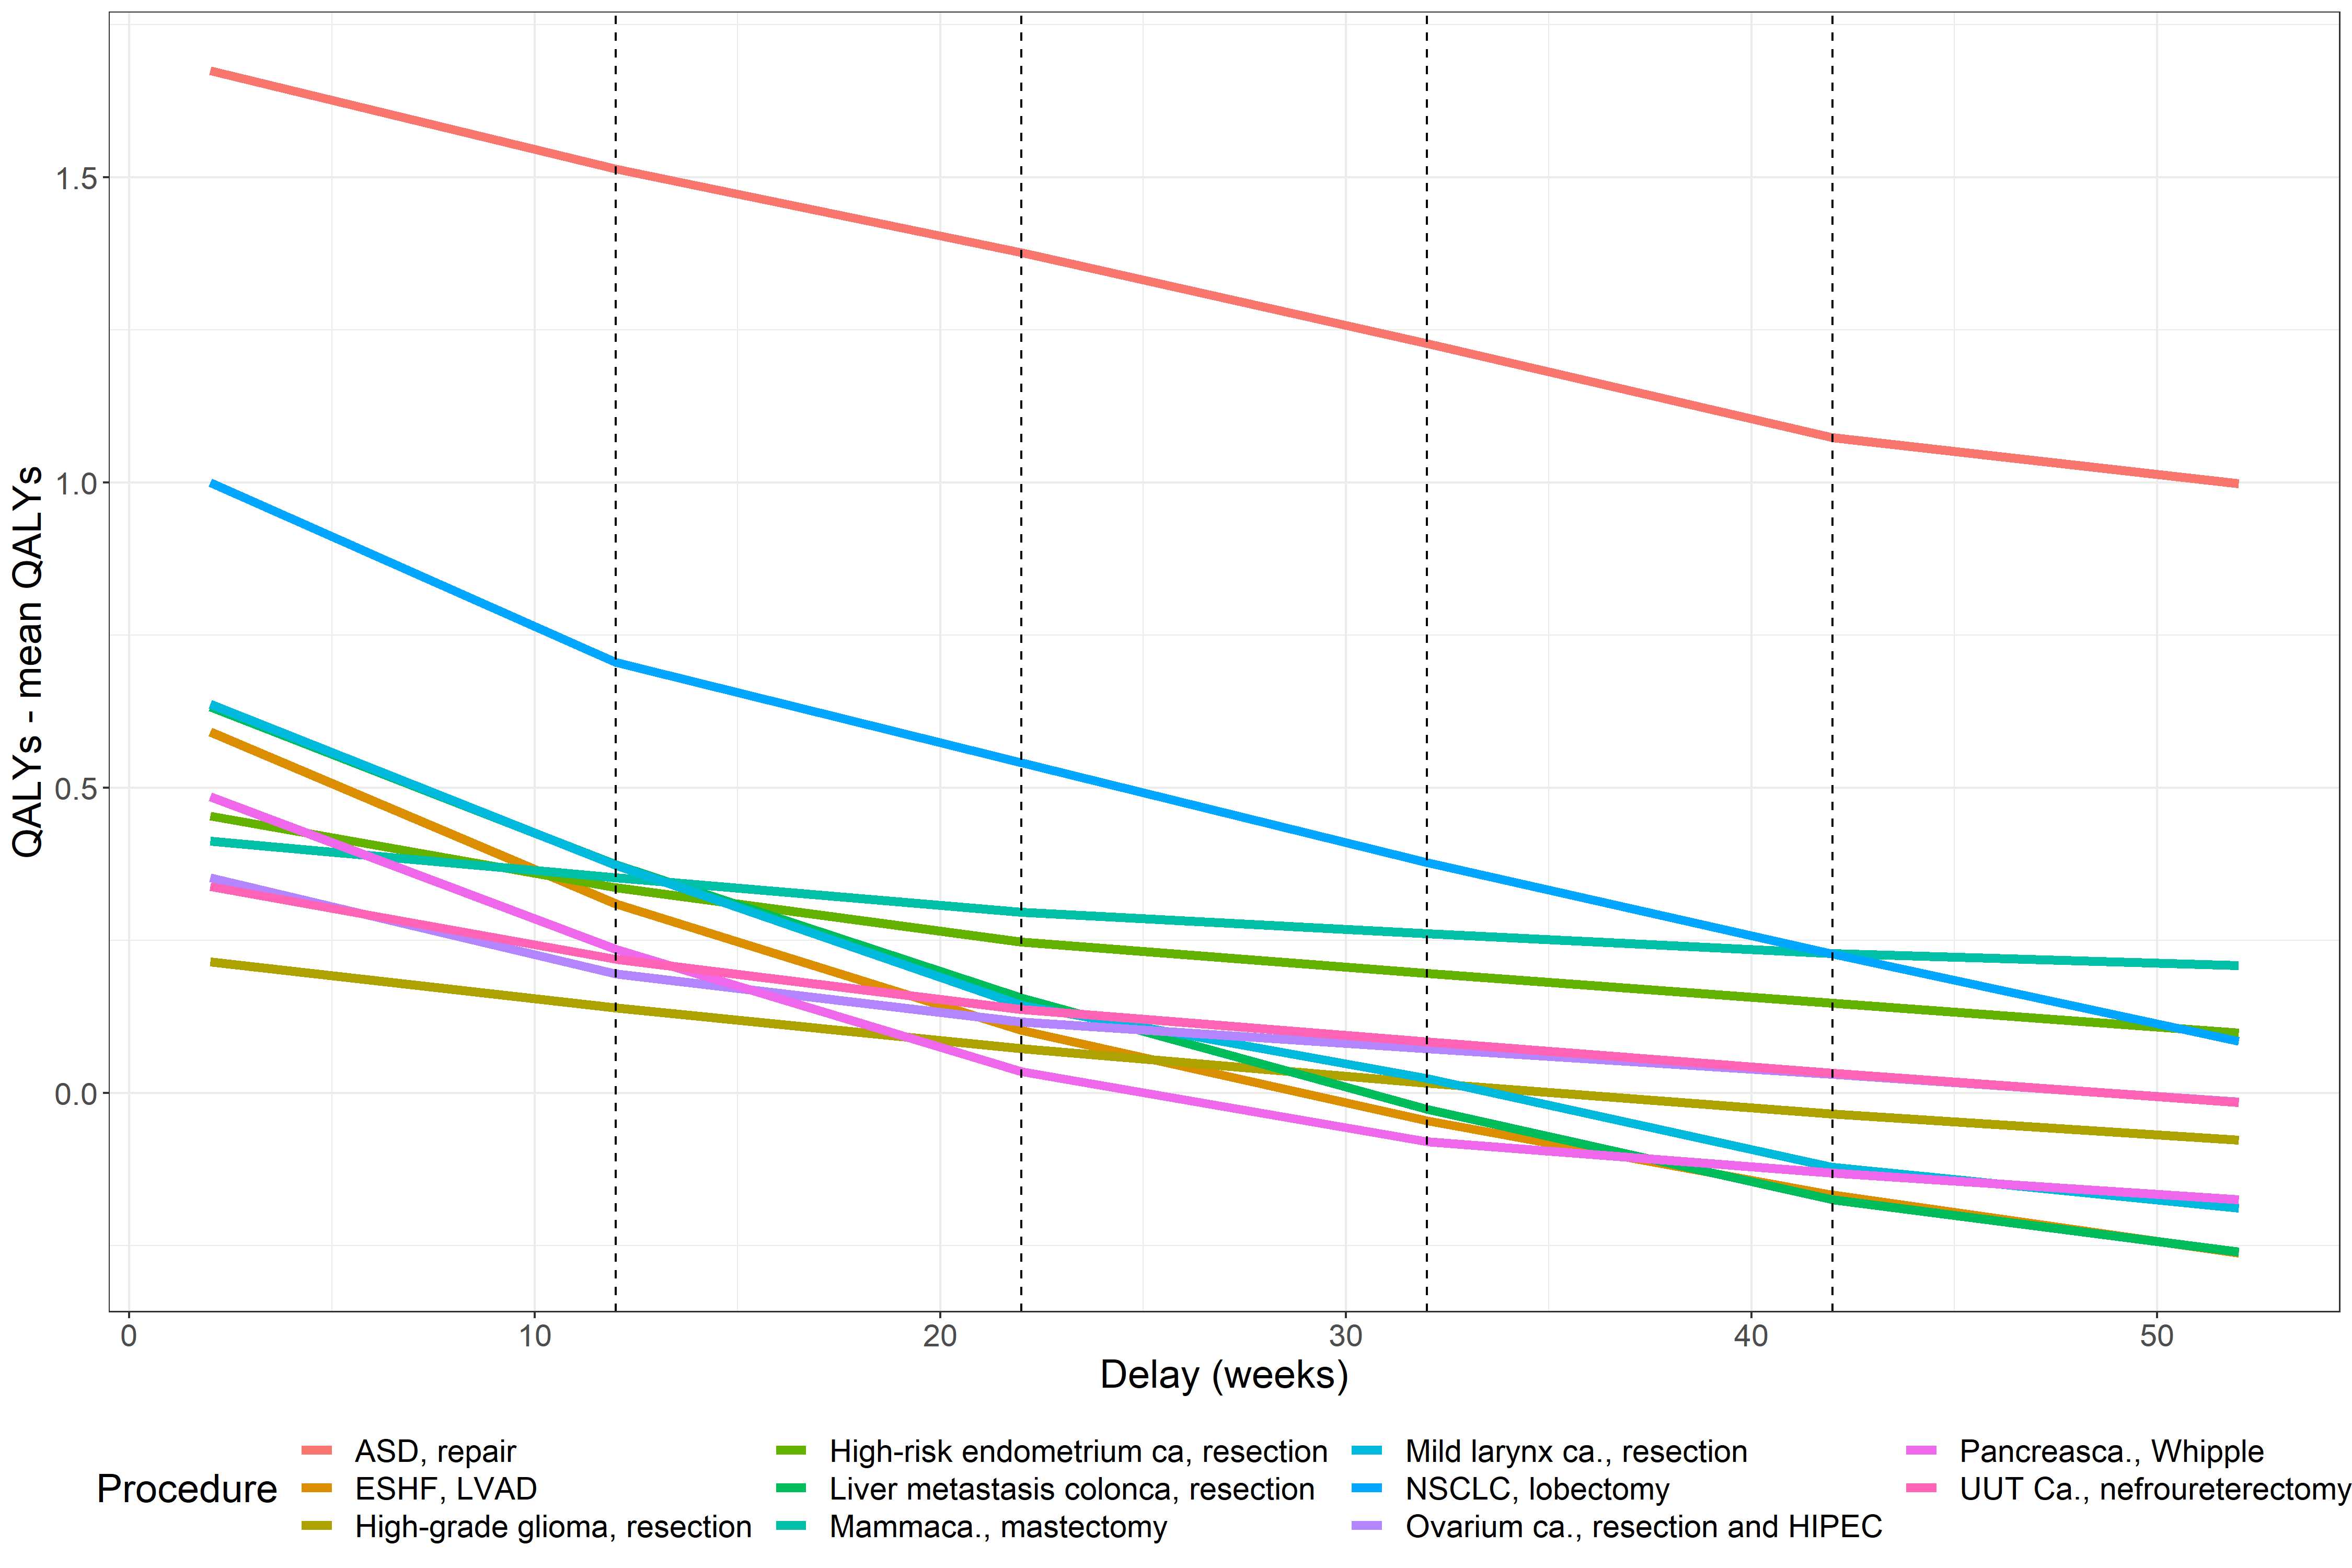 QALYs - mean QALYs
1.5
1.0
0.5
0.0
0 10 20 30 40 50
Delay (weeks)
Procedure
ASD, repair
ESHF, LVAD
High-grade glioma, resection
High-risk endometrium ca, resection
Liver metastasis colonca, resection
Mammaca., mastectomy
Mild larynx ca., resection
NSCLC, lobectomy
Ovarium ca., resection and HIPEC
Pancreasca., Whipple
UUT Ca., nefroureterectomy